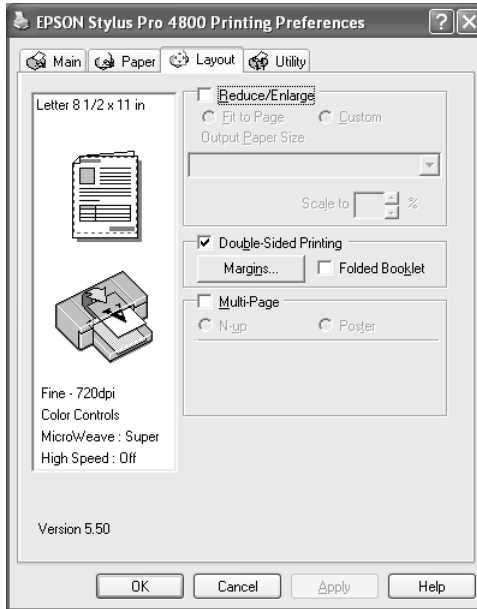 EPSON Stylus Pro 4800 Printing Preferences
Main Paper Layout Utility
Letter 8 1/2 x 11 in
Reduce/Enlarge
Fit to Page Custom
Output Paper Size
Scale to %
Double-Sided Printing
Margins... Folded Booklet
Multi-Page
N-up Poster
Fine - 720dpi
Color Controls
MicroWeave : Super
High Speed : Off
Version 5.50
OK Cancel Apply Help